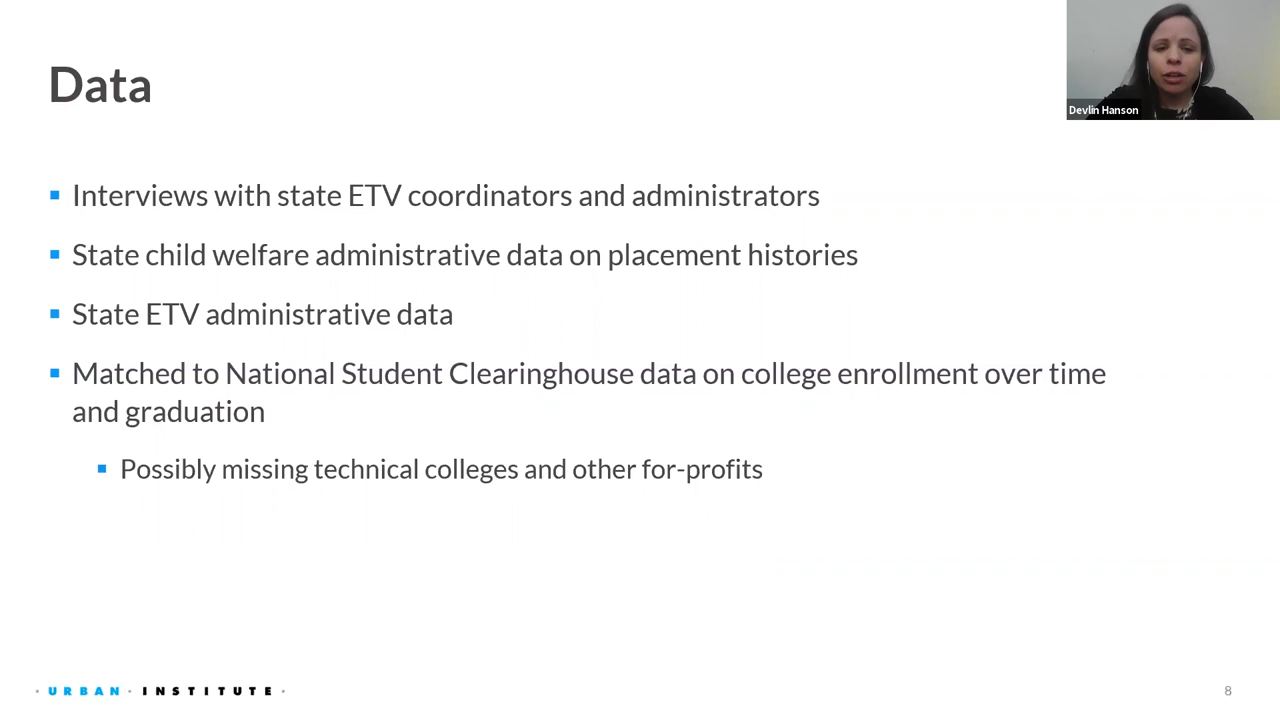 Data
Devlin Hanson
Interviews with state ETV coordinators and administrators
State child welfare administrative data on placement histories
State ETV administrative data
Matched to National Student Clearinghouse data on college enrollment over time
and graduation
Possibly missing technical colleges and other for-profits
· URBAN · INSTITUTE ·
8